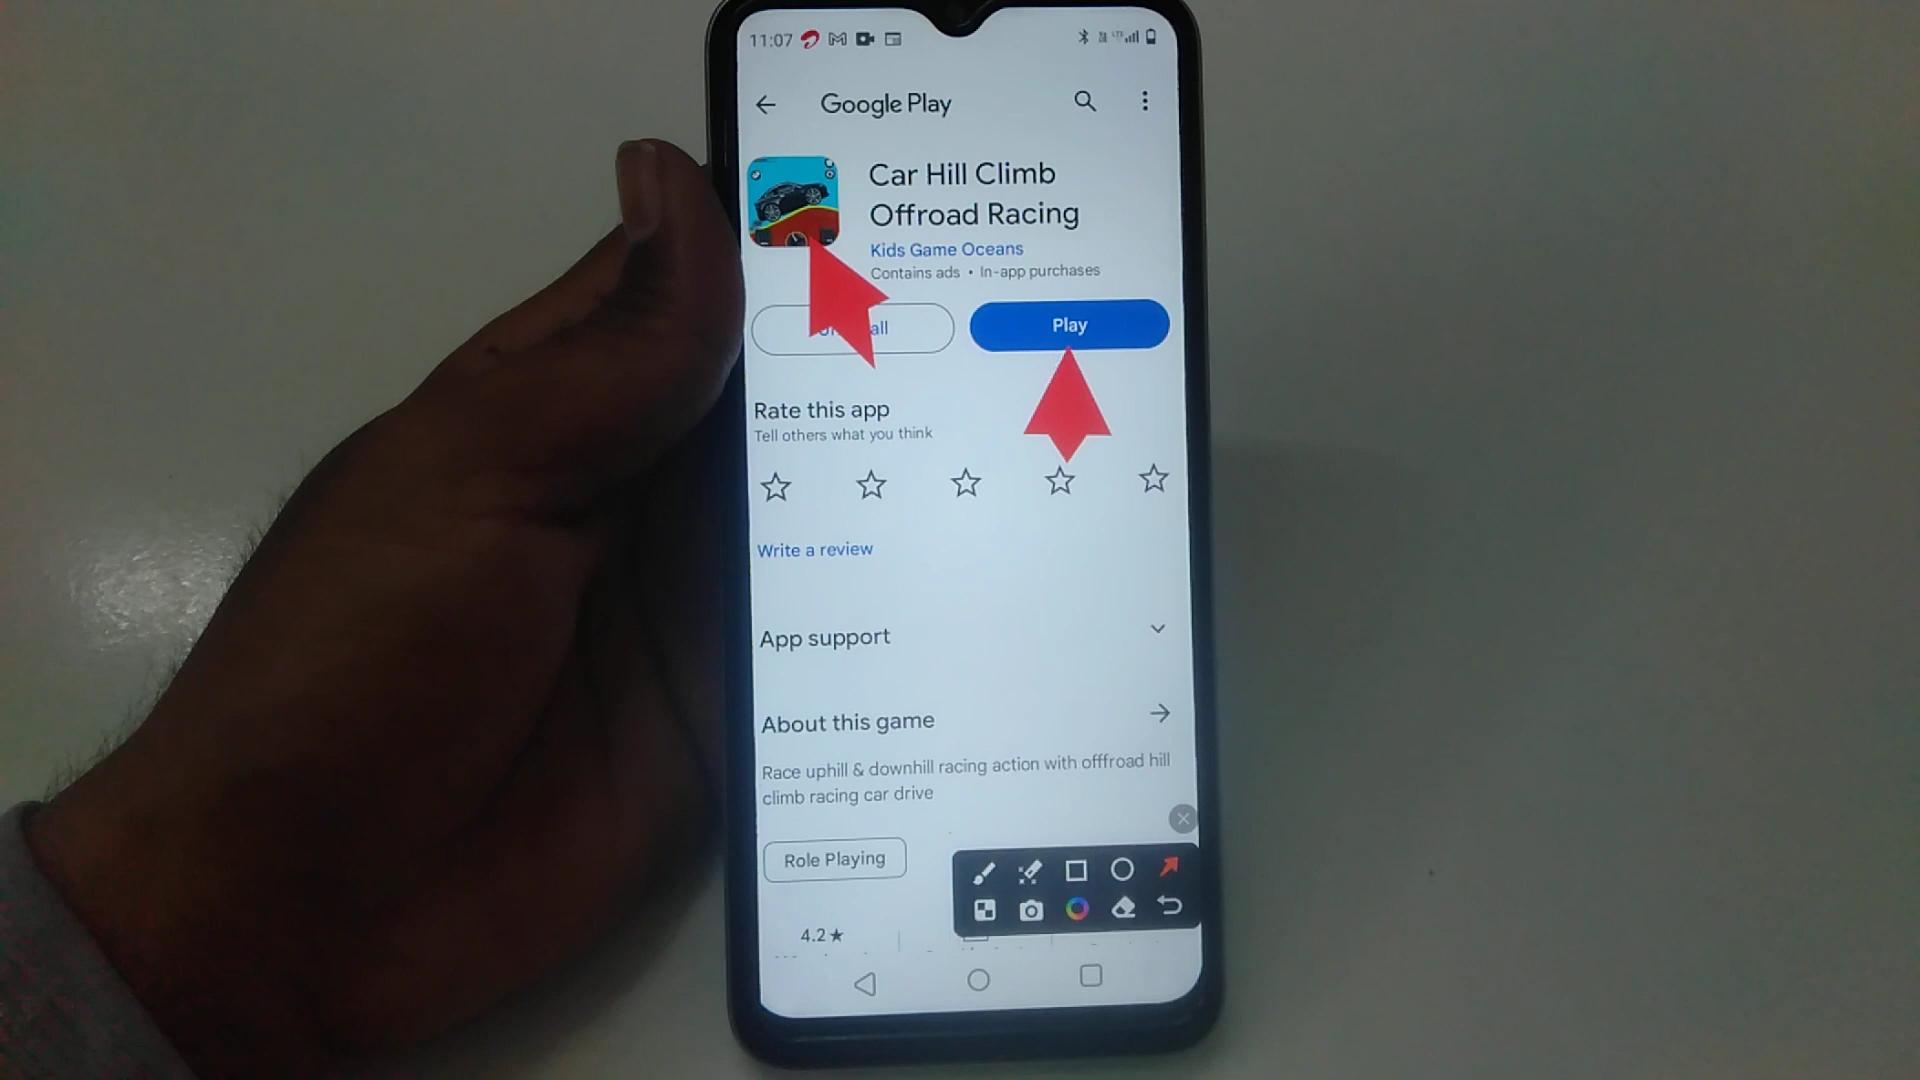 11:07
Google Play
Car Hill Climb
Offroad Racing
Kids Game Oceans
Contains ads • In-app purchases
Play
Rate this app
Tell others what you think
Write a review
App support
About this game
Race uphill & downhill racing action with offfroad hill
climb racing car drive
Role Playing
4.2★